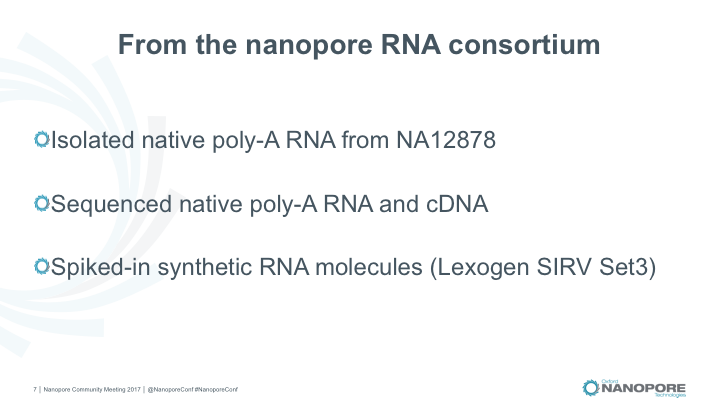 From the nanopore RNA consortium
Isolated native poly-A RNA from NA12878
Sequenced native poly-A RNA and cDNA
Spiked-in synthetic RNA molecules (Lexogen SIRV Set3)
7 | Nanopore Community Meeting 2017 | @NanoporeConf #NanoporeConf
Oxford
NANOPORE
Technologies